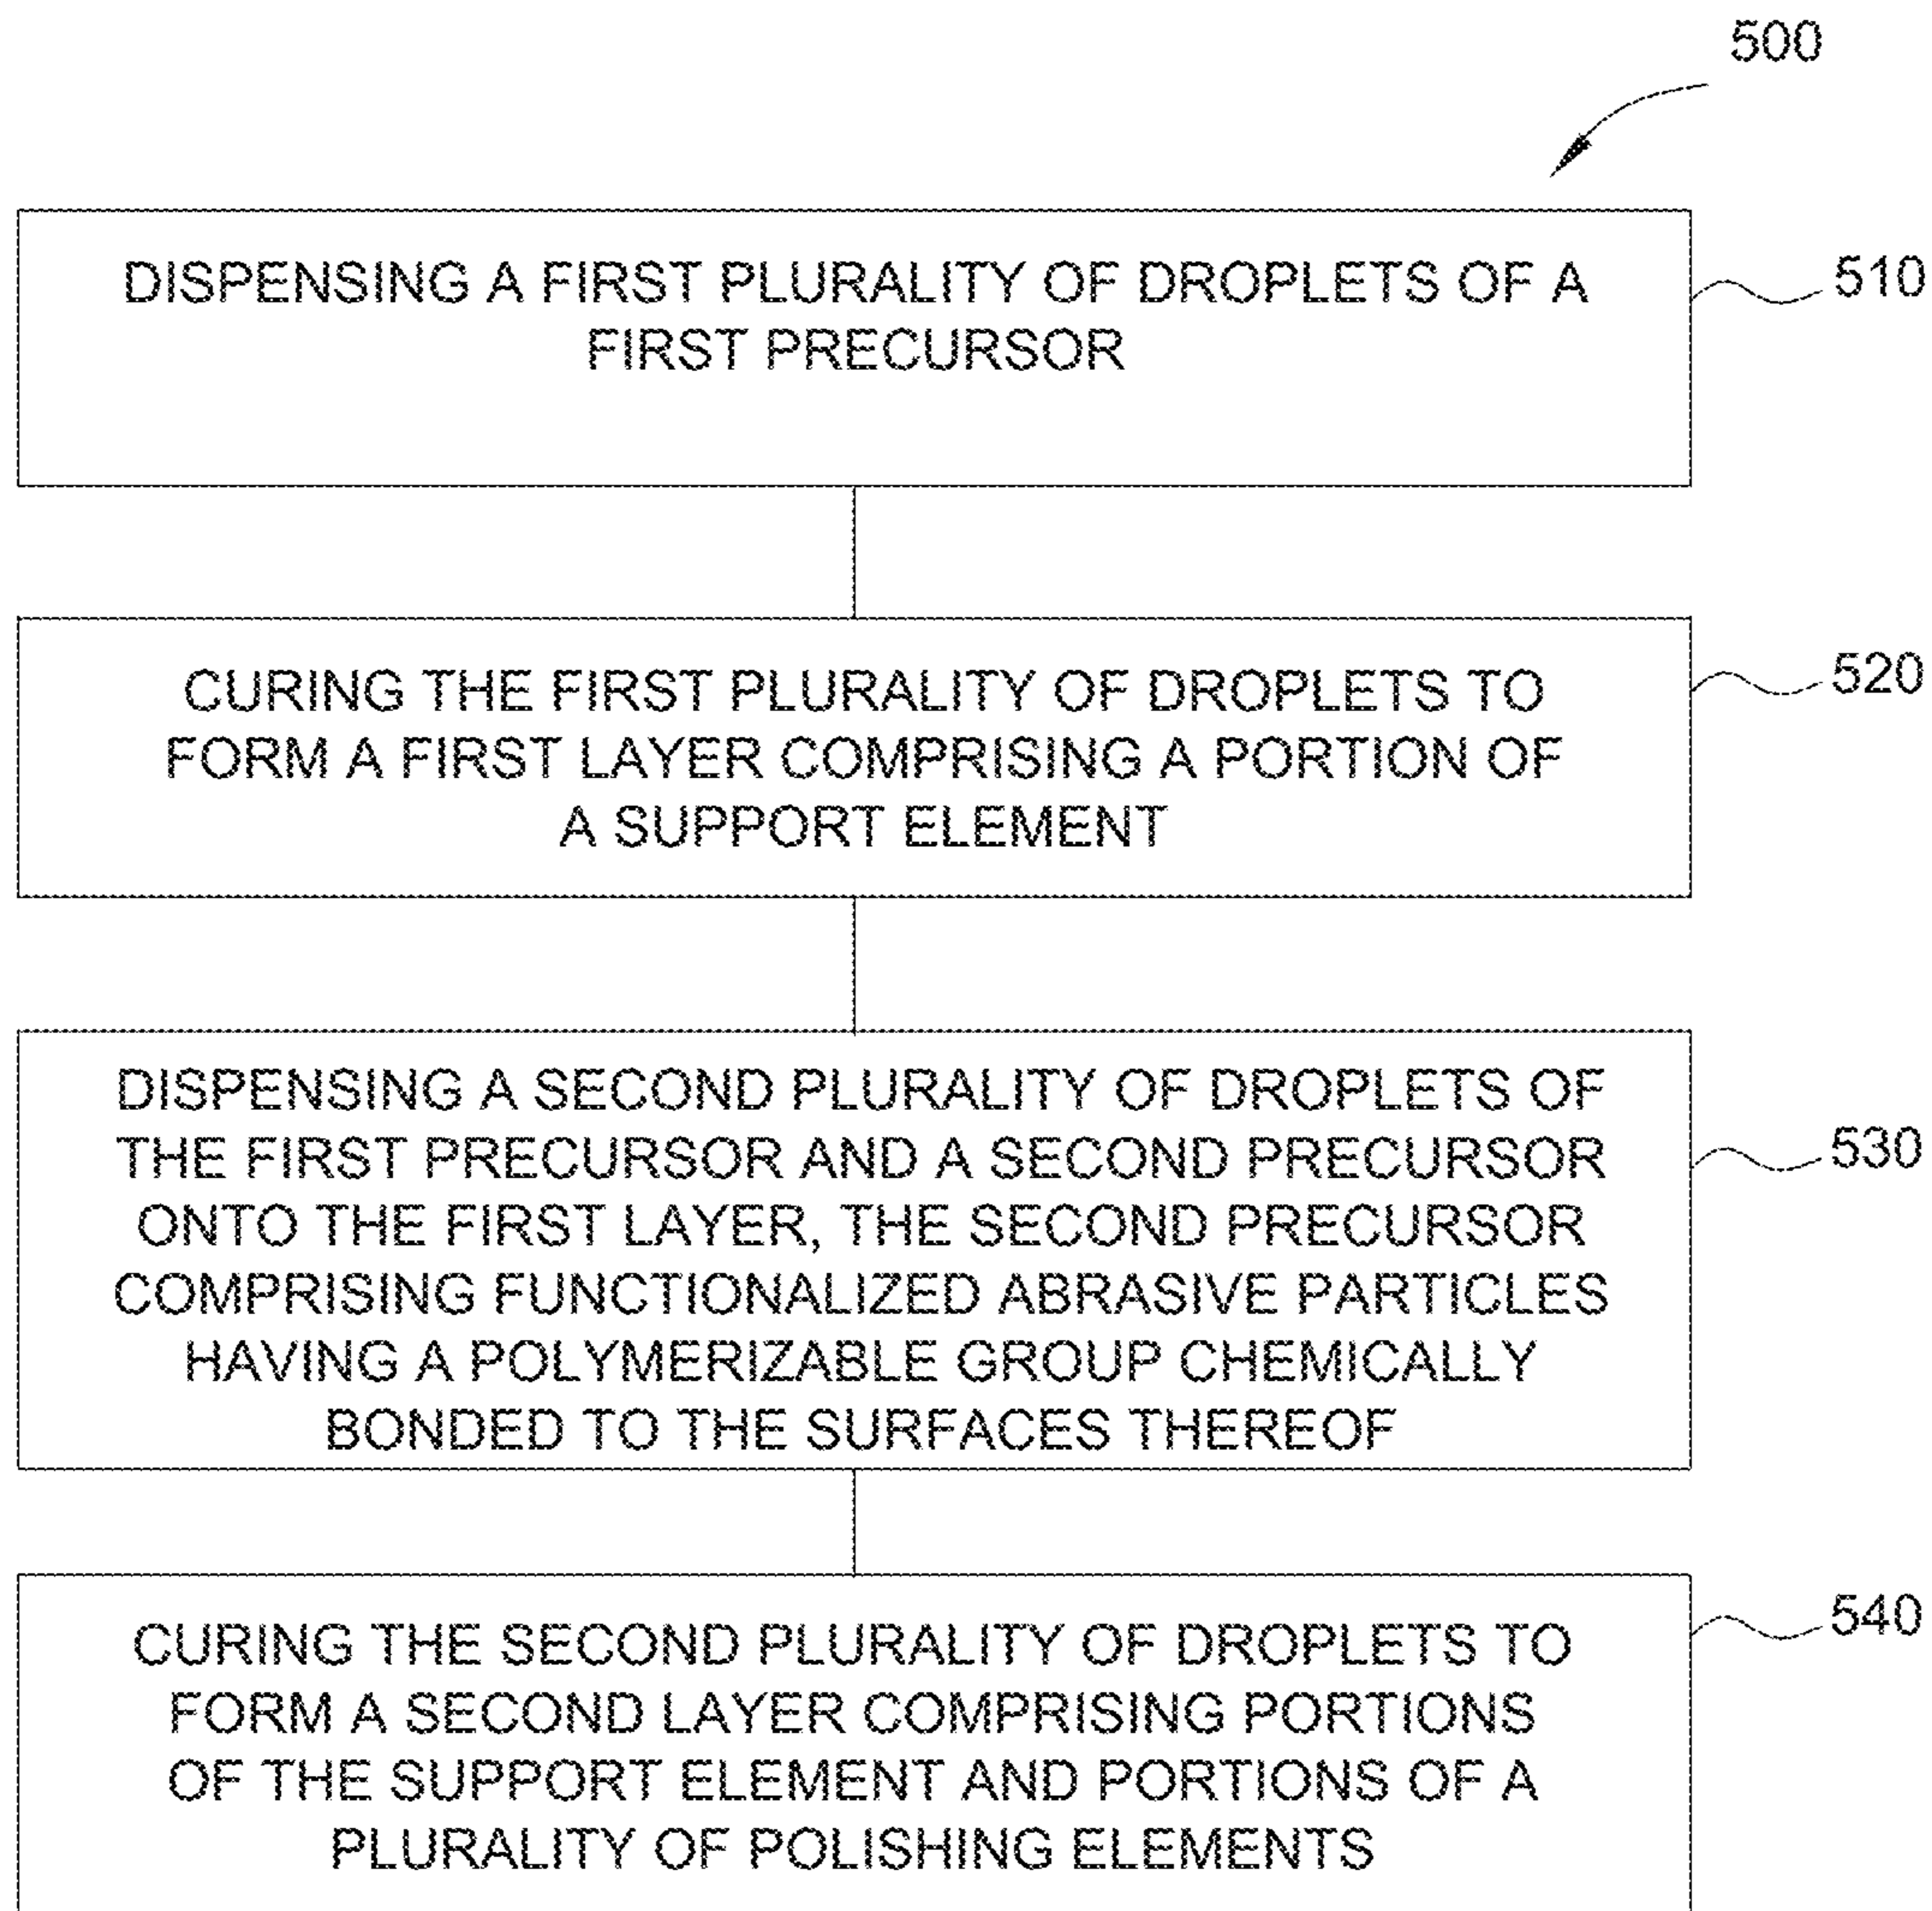 500
DISPENSING A FIRST PLURALITY OF DROPLETS OF A
FIRST PRECURSOR
510
CURING THE FIRST PLURALITY OF DROPLETS TO
FORM A FIRST LAYER COMPRISING A PORTION OF
A SUPPORT ELEMENT
520
DISPENSING A SECOND PLURALITY OF DROPLETS OF
THE FIRST PRECURSOR AND A SECOND PRECURSOR
ONTO THE FIRST LAYER, THE SECOND PRECURSOR
COMPRISING FUNCTIONALIZED ABRASIVE PARTICLES
HAVING A POLYMERIZABLE GROUP CHEMICALLY
BONDED TO THE SURFACES THEREOF
530
CURING THE SECOND PLURALITY OF DROPLETS TO
FORM A SECOND LAYER COMPRISING PORTIONS
OF THE SUPPORT ELEMENT AND PORTIONS OF A
PLURALITY OF POLISHING ELEMENTS
540